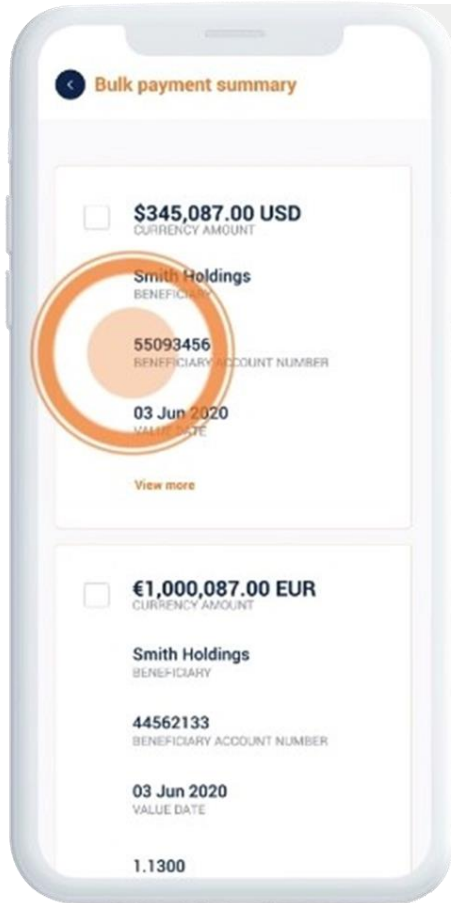 Bulk payment summary
$345,087.00 USD
CURRENCY AMOUNT
Smith Holdings
BENEFICIARY
55093456
BENEFICIARY ACCOUNT NUMBER
03 Jun 2020
VALUE DATE
View more
€1,000,087.00 EUR
CURRENCY AMOUNT
Smith Holdings
BENEFICIARY
44562133
BENEFICIARY ACCOUNT NUMBER
03 Jun 2020
VALUE DATE
1.1300